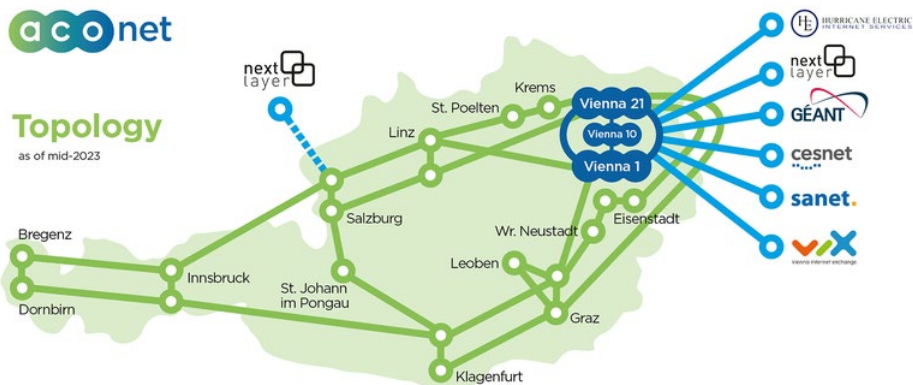 aconet
Topology
as of mid-2023
next
layer
HURRICANE ELECTRIC
INTERNET SERVICES
next
layer
GÉANT
cesnet
sanet.
vix
vienna internet exchange
Krems
St. Poelten
Linz
Vienna 21
Vienna 10
Vienna 1
Salzburg
Eisenstadt
Wr. Neustadt
Bregenz
Innsbruck
Leoben
St. Johann
im Pongau
Dornbirn
Graz
Klagenfurt